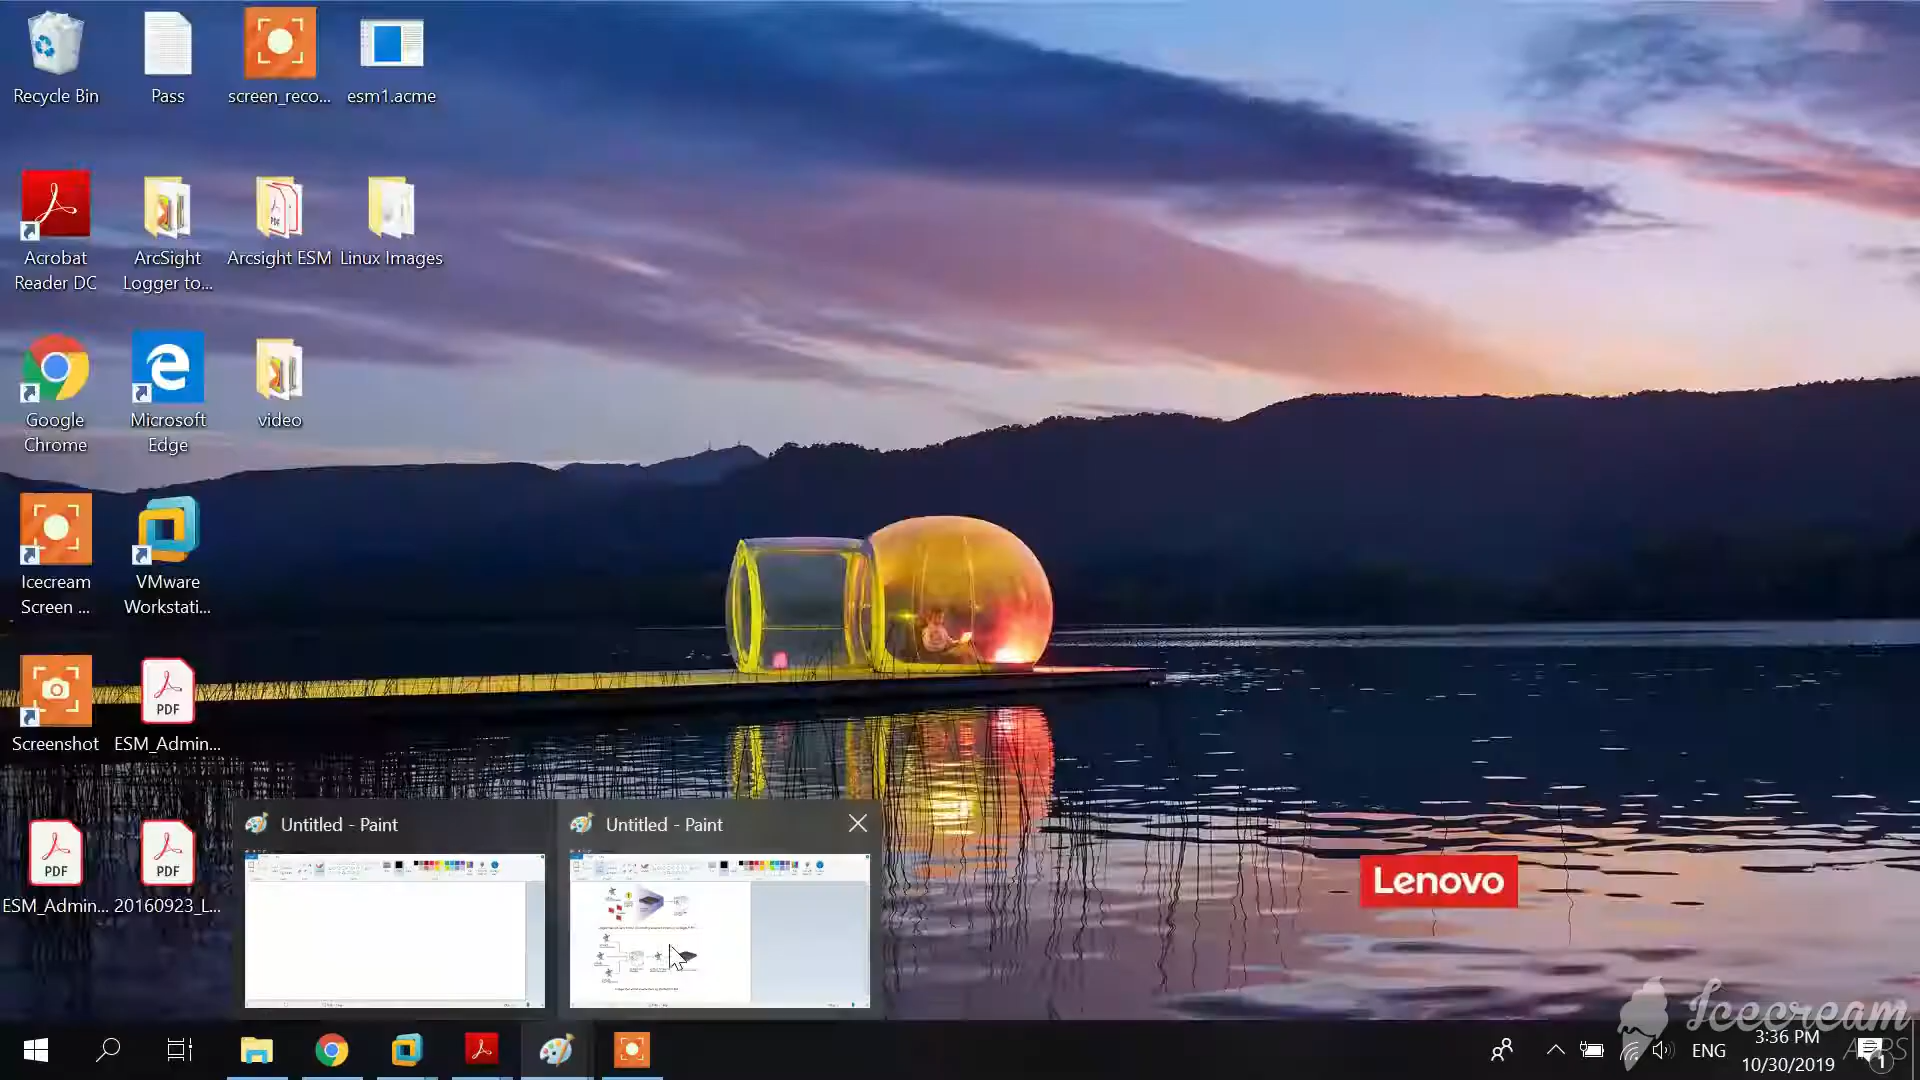 Recycle Bin
Pass
screen_reco...
esm1.acme
Acrobat
Reader DC
ArcSight
Logger to...
Arcsight ESM
Linux Images
Google
Chrome
Microsoft
Edge
video
Icecream
Screen ...
VMware
Workstati...
Screenshot
PDF
ESM_Admin...
PDF
ESM_Admin...
PDF
20160923_L...
Untitled - Paint
Untitled - Paint
Lenovo
Icecream
APPS
ENG
3:36 PM
10/30/2019
1